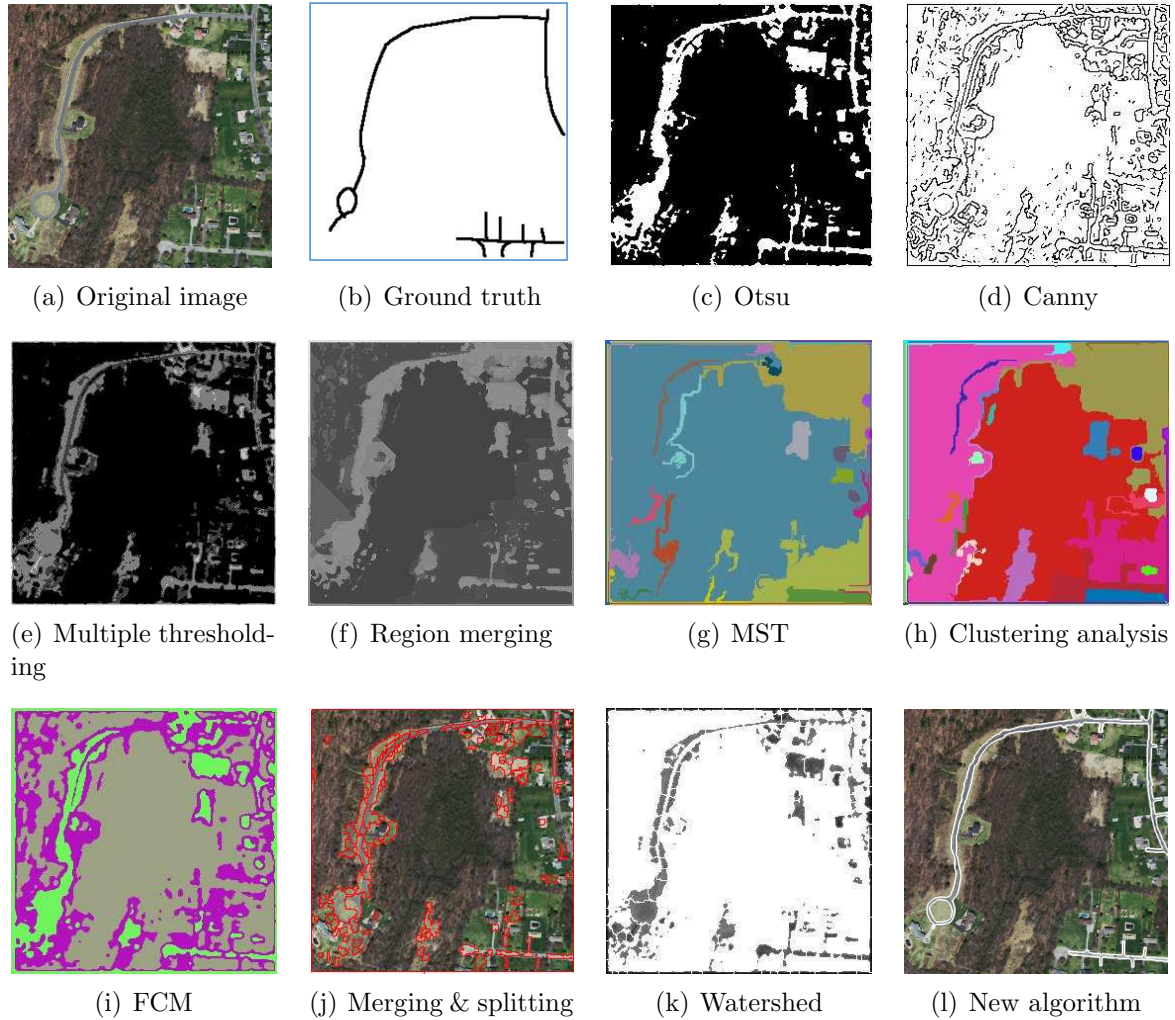 (a) Original image
(b) Ground truth
(c) Otsu
(d) Canny
(e) Multiple threshold-
ing
(f) Region merging
(g) MST
(h) Clustering analysis
(i) FCM
(j) Merging & splitting
(k) Watershed
(l) New algorithm